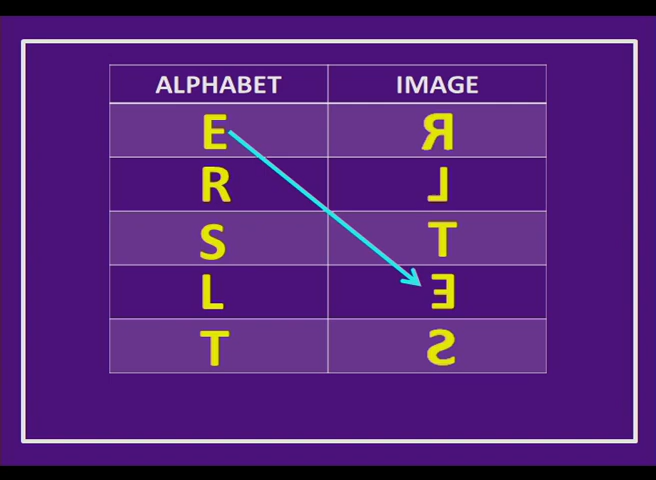 ALPHABET IMAGE
E Я
R ⅃
S T
L Ǝ
T Ƨ